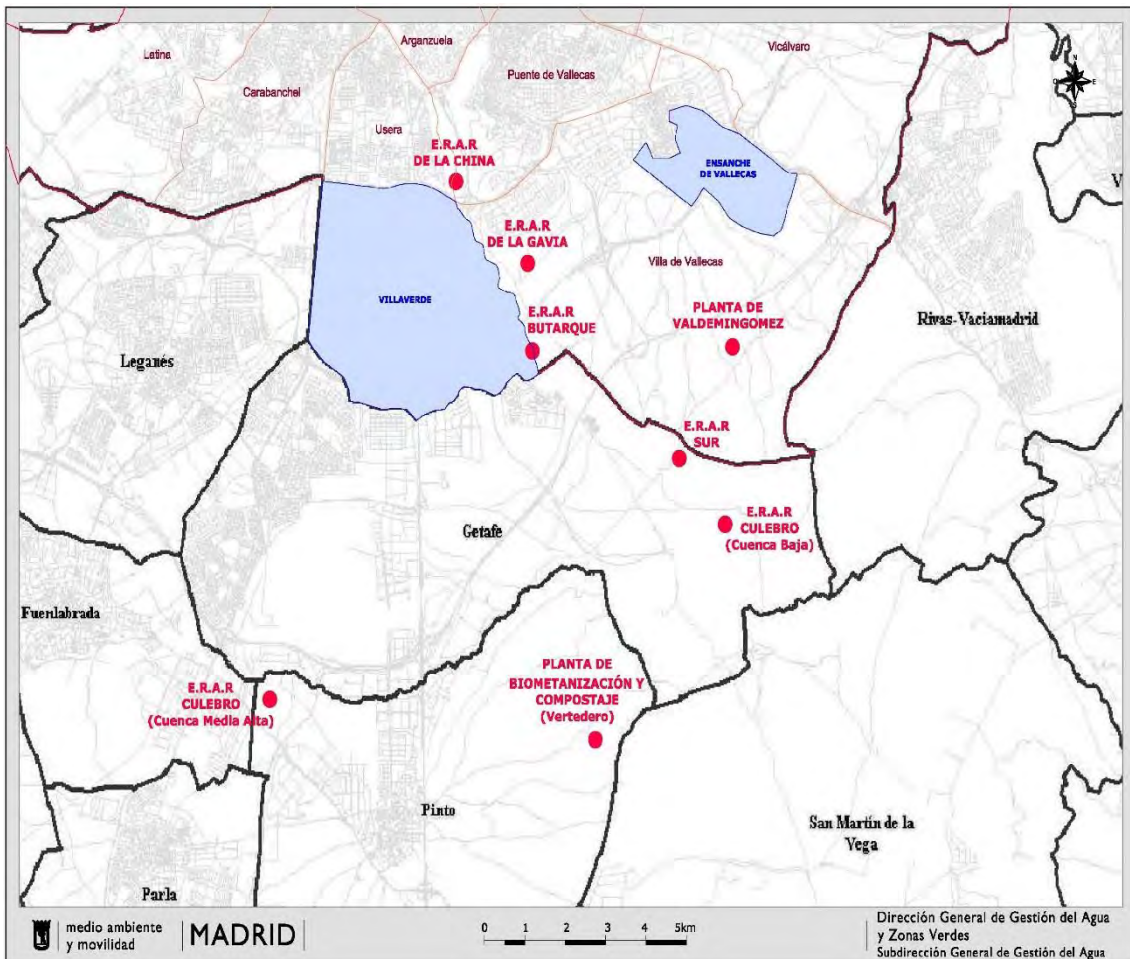 Latina
Arganzuela
Vicálvaro
Carabanchel
Puente de Vallecas
Usera
N
O
E
S
E.R.A.R
DE LA CHINA
ENSANCHE
DE VALLECAS
V
E.R.A.R
DE LA GAVIA
Villa de Vallecas
VILLAVERDE
E.R.A.R
BUTARQUE
PLANTA DE
VALDEMINGOMEZ
Rivas-Vaciamadrid
Leganés
E.R.A.R
SUR
Getafe
E.R.A.R
CULEBRO
(Cuenca Baja)
Fuenlabrada
E.R.A.R
CULEBRO
(Cuenca Media Alta)
PLANTA DE
BIOMETANIZACIÓN Y
COMPOSTAJE
(Vertedero)
Pinto
San Martín de la
Vega
Parla
medio ambiente
y movilidad
MADRID
0 1 2 3 4 5km
Dirección General de Gestión del Agua
y Zonas Verdes
Subdirección General de Gestión del Agua